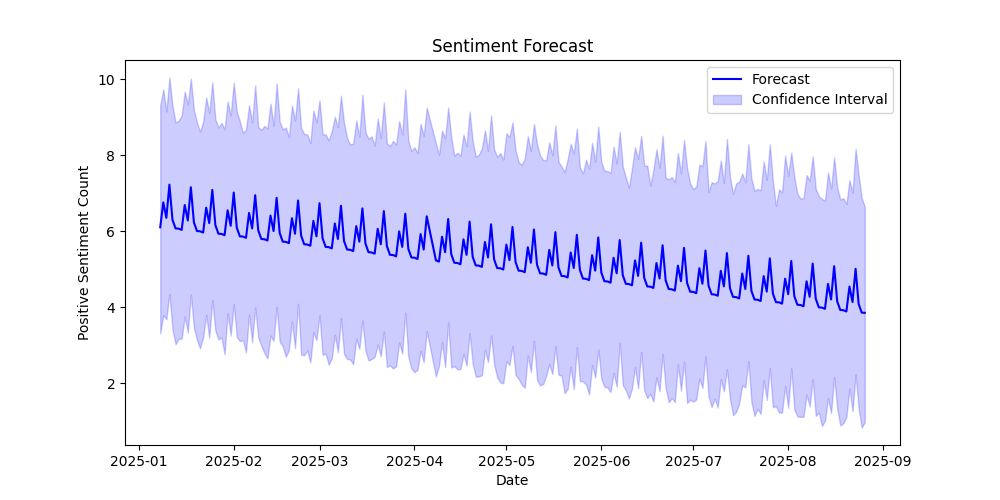 Sentiment Forecast
Forecast
Confidence Interval
Positive Sentiment Count
10
8
6
4
2
2025-01 2025-02 2025-03 2025-04 2025-05 2025-06 2025-07 2025-08 2025-09
Date